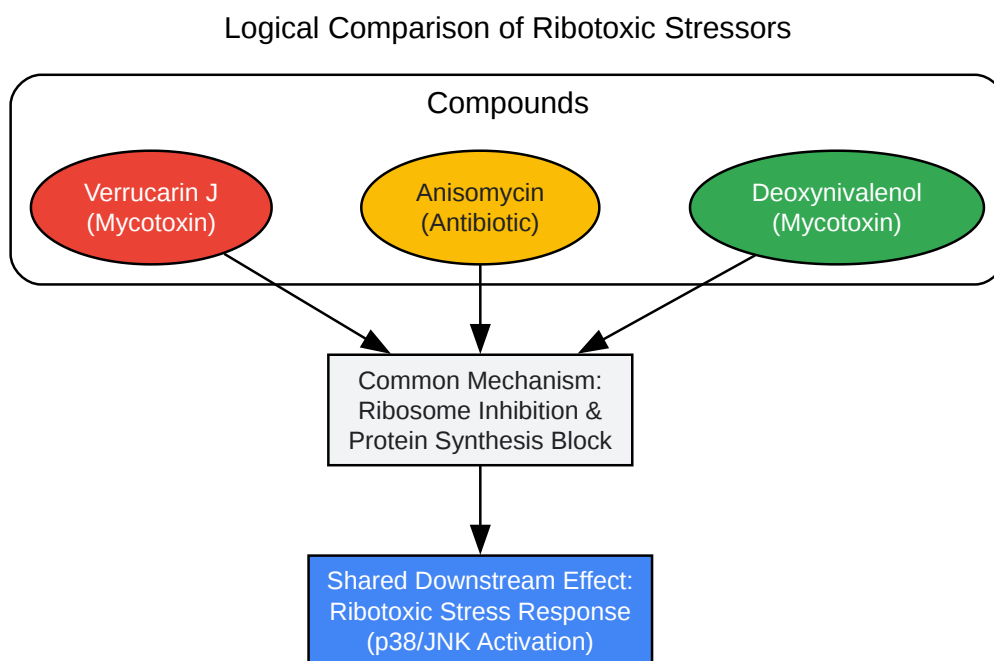 Logical Comparison of Ribotoxic Stressors
Compounds
Verrucarin J
(Mycotoxin)
Anisomycin
(Antibiotic)
Deoxynivalenol
(Mycotoxin)
Common Mechanism:
Ribosome Inhibition &
Protein Synthesis Block
Shared Downstream Effect:
Ribotoxic Stress Response
(p38/JNK Activation)